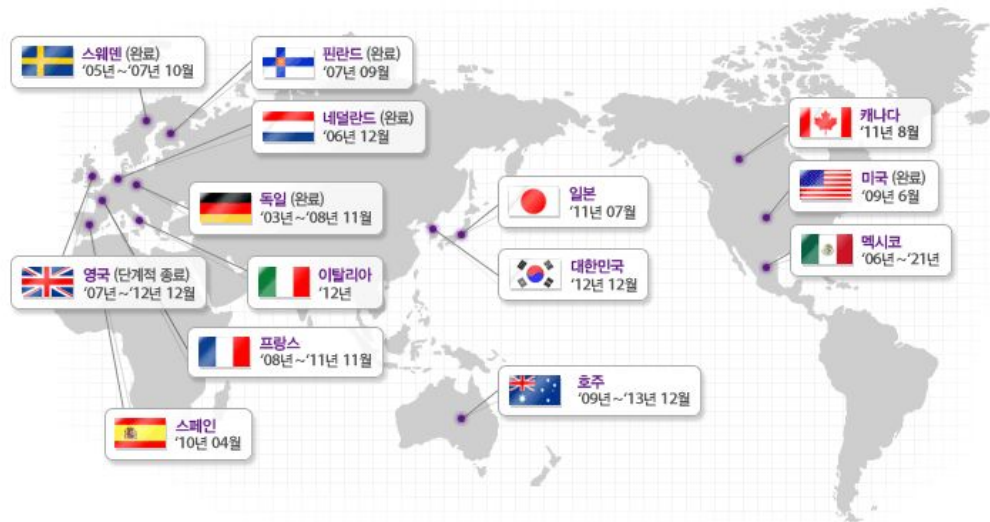 스웨덴 (완료)
‘05년~‘07년 10월
핀란드 (완료)
‘07년 09월
네덜란드 (완료)
‘06년 12월
독일 (완료)
‘03년~‘08년 11월
영국 (단계적 종료)
‘07년~‘12년 12월
이탈리아
‘12년
프랑스
‘08년~‘11년 11월
스페인
‘10년 04월
일본
‘11년 07월
대한민국
‘12년 12월
호주
‘09년~‘13년 12월
캐나다
‘11년 8월
미국 (완료)
‘09년 6월
멕시코
‘06년~‘21년